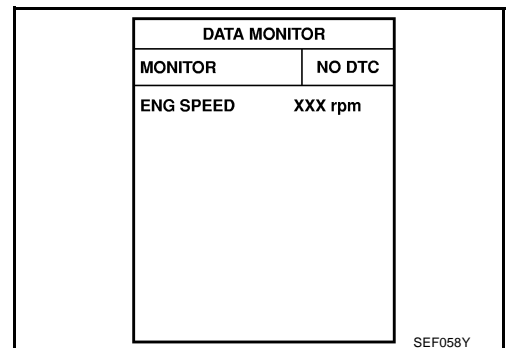 DATA MONITOR
MONITOR NO DTC
ENG SPEED XXX rpm
SEF058Y